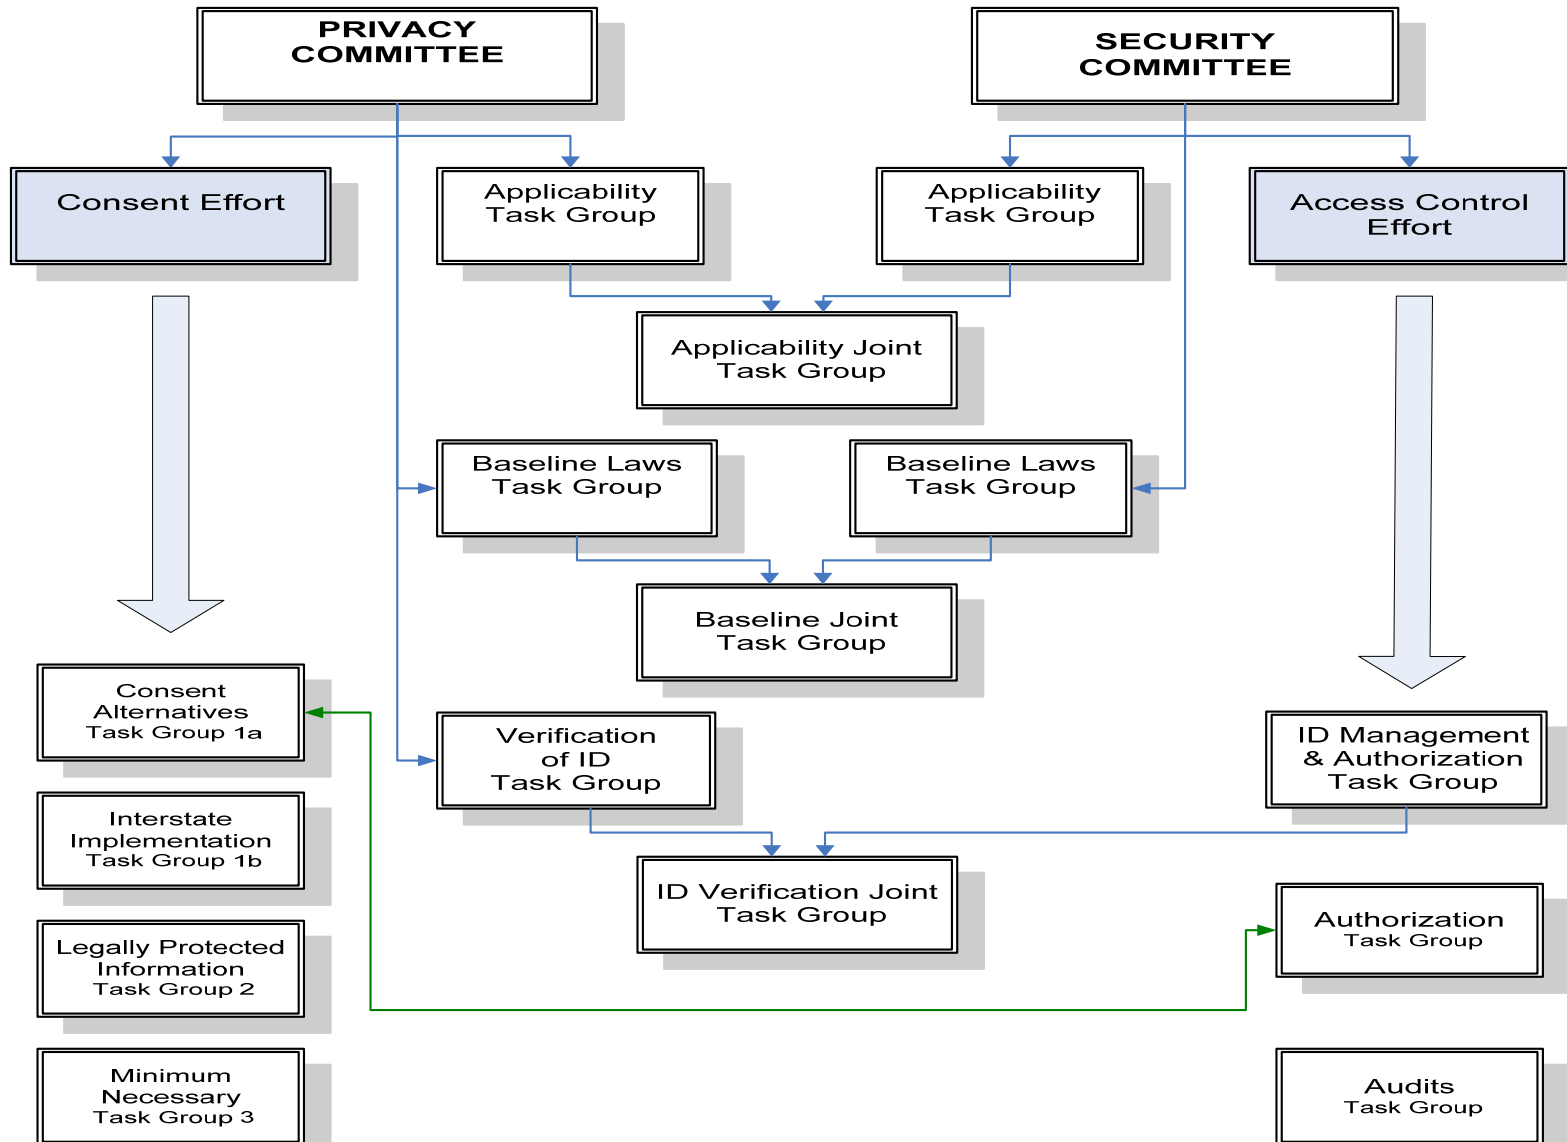 PRIVACY
COMMITTEE
SECURITY
COMMITTEE
Consent Effort
Applicability
Task Group
Applicability
Task Group
Access Control
Effort
Applicability Joint
Task Group
Baseline Laws
Task Group
Baseline Laws
Task Group
Baseline Joint
Task Group
Consent
Alternatives
Task Group 1a
Verification
of ID
Task Group
ID Management
& Authorization
Task Group
Interstate
Implementation
Task Group 1b
ID Verification Joint
Task Group
Authorization
Task Group
Legally Protected
Information
Task Group 2
Minimum
Necessary
Task Group 3
Audits
Task Group